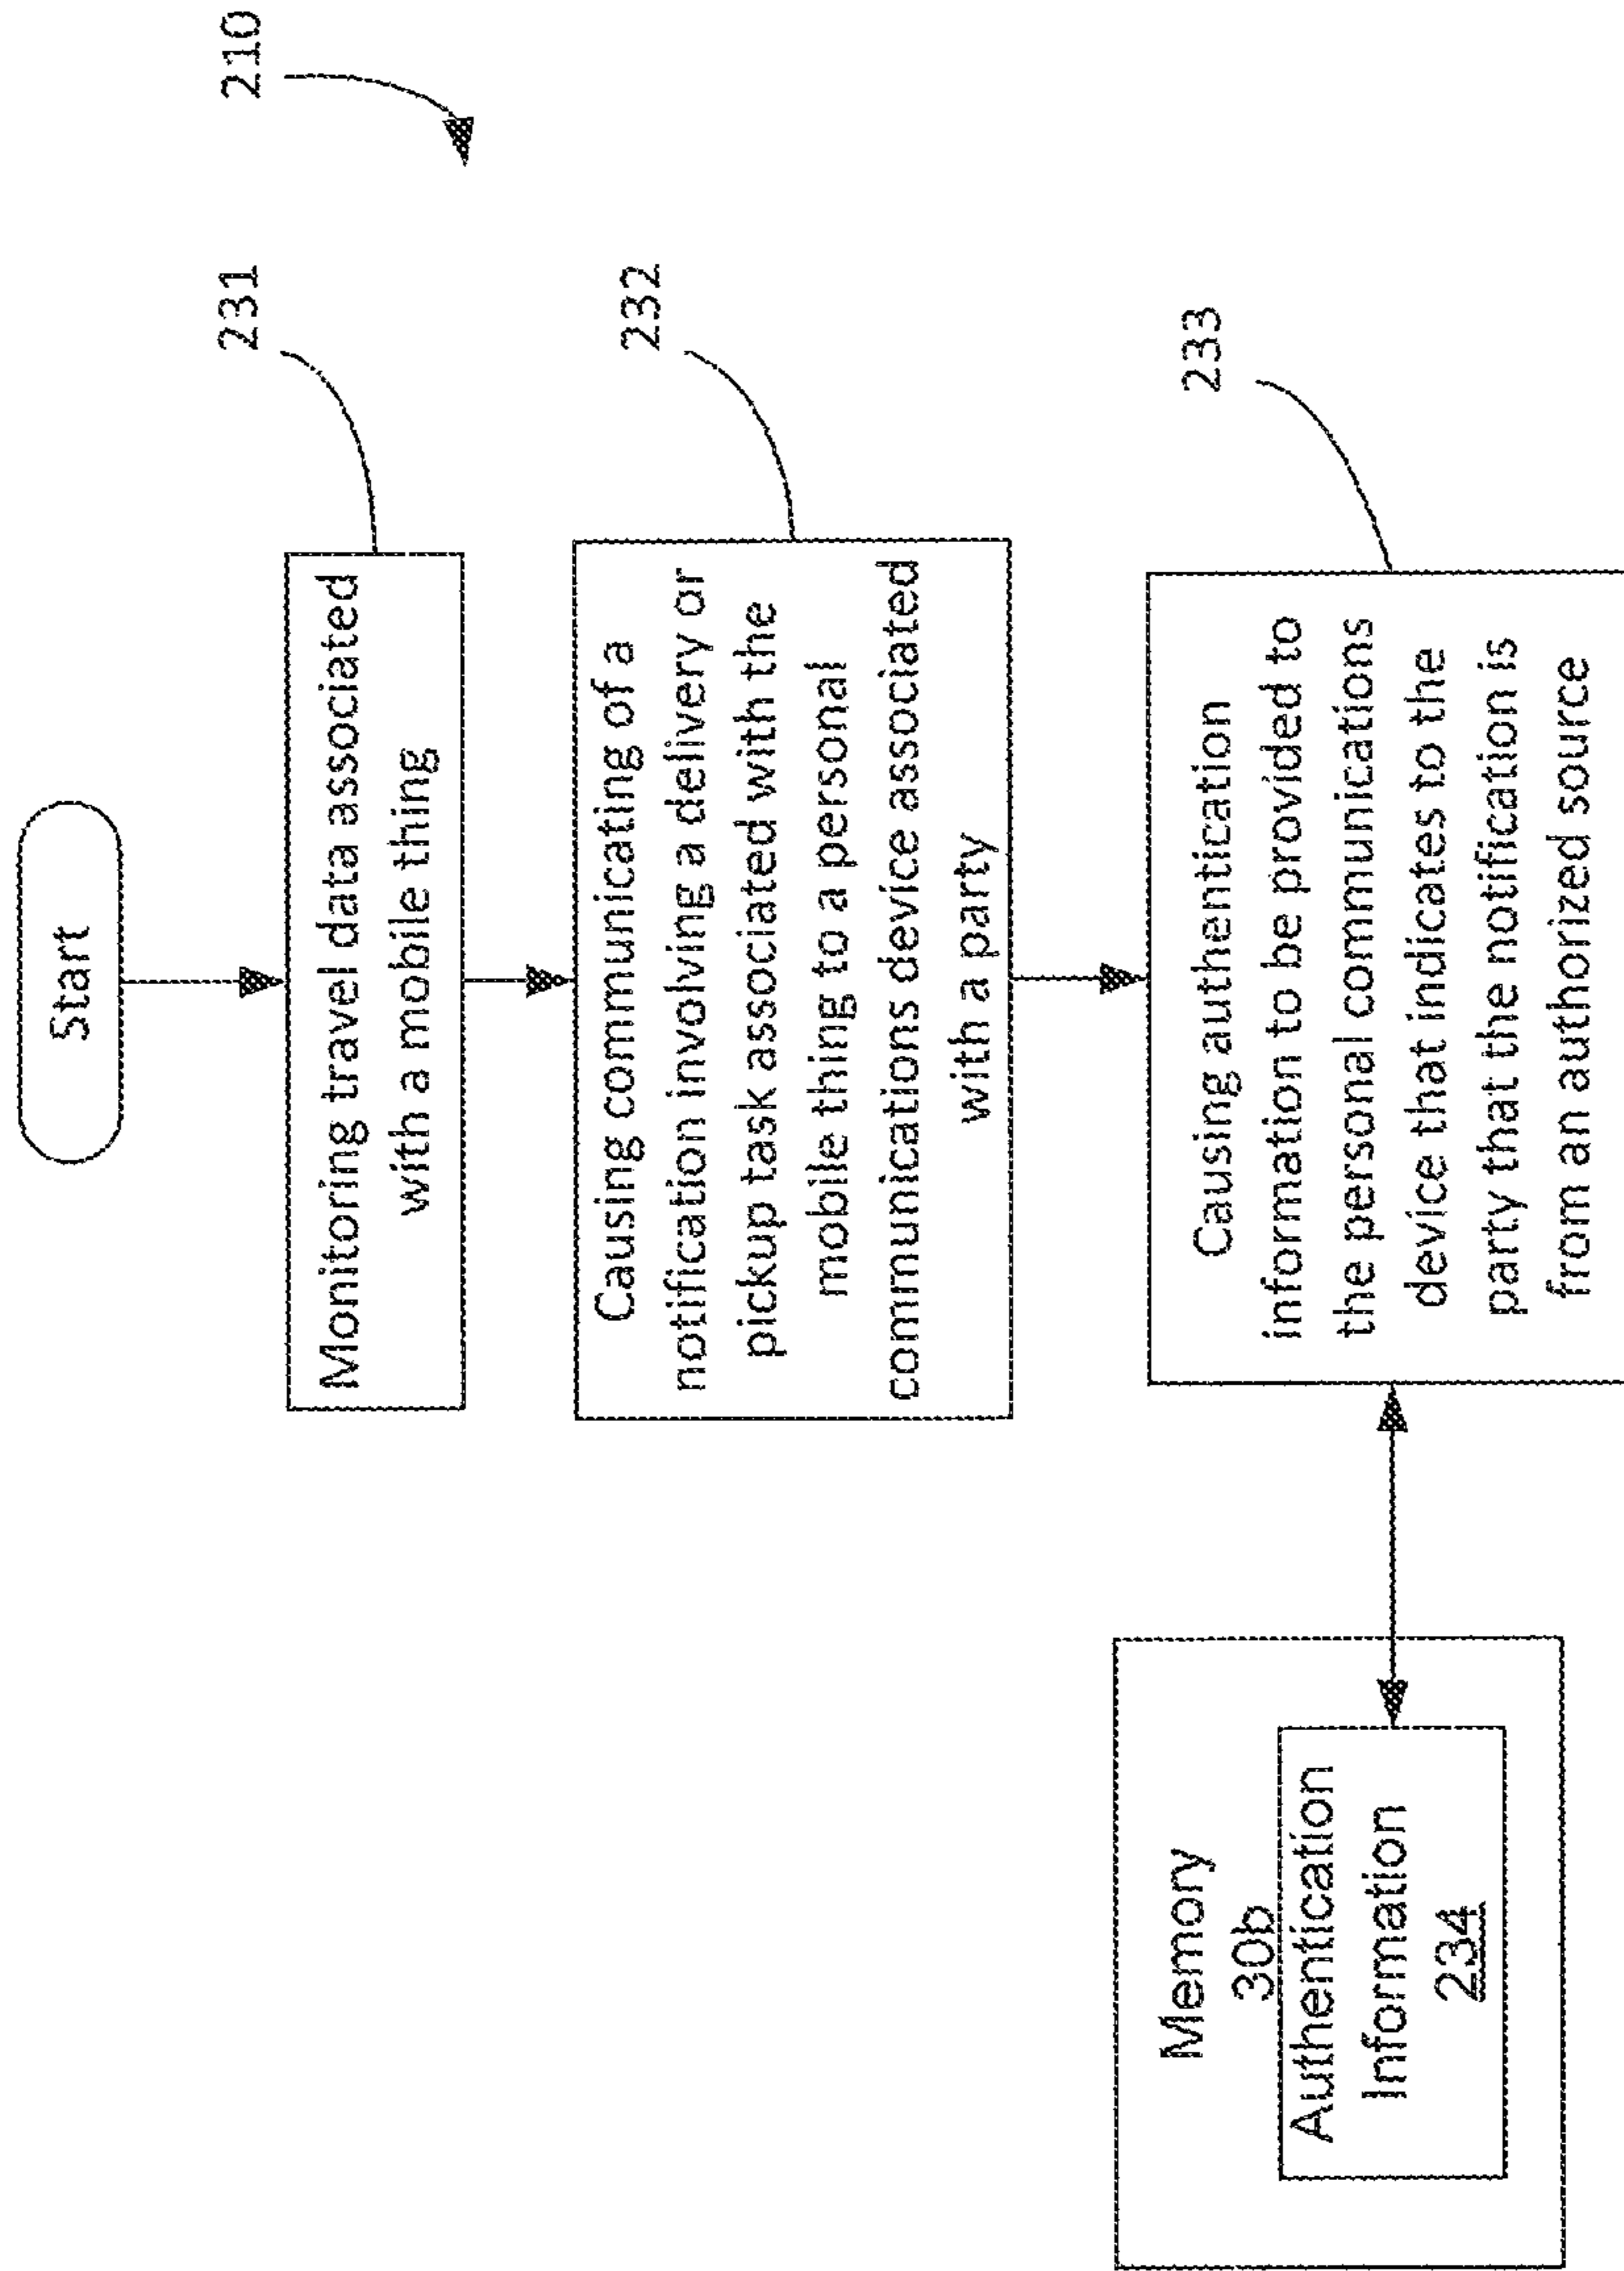 Start
210
231
Monitoring travel data associated
with a mobile thing
232
Causing communicating of a
notification involving a delivery or
pickup task associated with the
mobile thing to a personal
communications device associated
with a party
233
Causing authentication
information to be provided to
the personal communications
device that indicates to the
party that the notification is
from an authorized source
Memory
30b
Authentication
Information
234